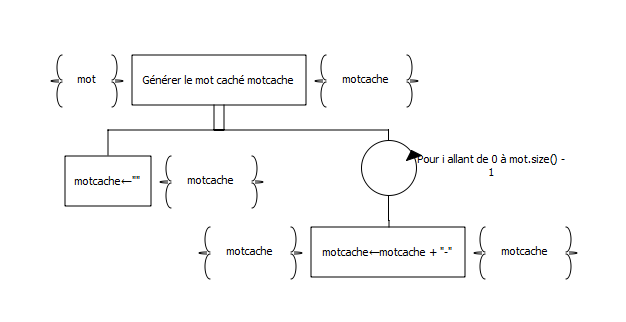 mot
Générer le mot caché motcache
motcache
Pour i allant de 0 à mot.size() -
1
motcache←""
motcache
motcache
motcache←motcache + "-"
motcache